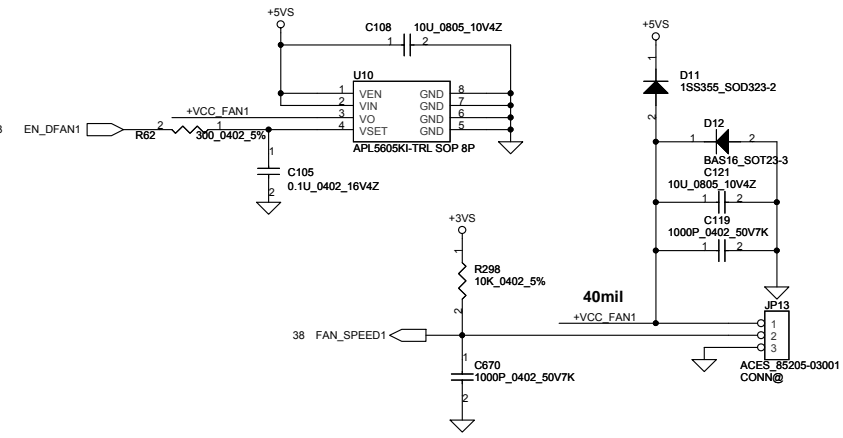 +5VS
C108 10U_0805_10V4Z
1 2
U10
1 VEN GND 8
2 VIN GND 7
+VCC_FAN1 3 VO GND 6
4 VSET GND 5
APL5605KI-TRL SOP 8P
EN_DFAN1
2 1
R62 300_0402_5%
1
C105
0.1U_0402_16V4Z
2
+5VS
1
D11
1SS355_SOD323-2
2
D12
1 2
BAS16_SOT23-3
C121
10U_0805_10V4Z
1 2
C119
1000P_0402_50V7K
1 2
+3VS
1
R298
10K_0402_5%
2
40mil
+VCC_FAN1
JP13
1
2
3
ACES_85205-03001
CONN@
38 FAN_SPEED1
1
C670
1000P_0402_50V7K
2